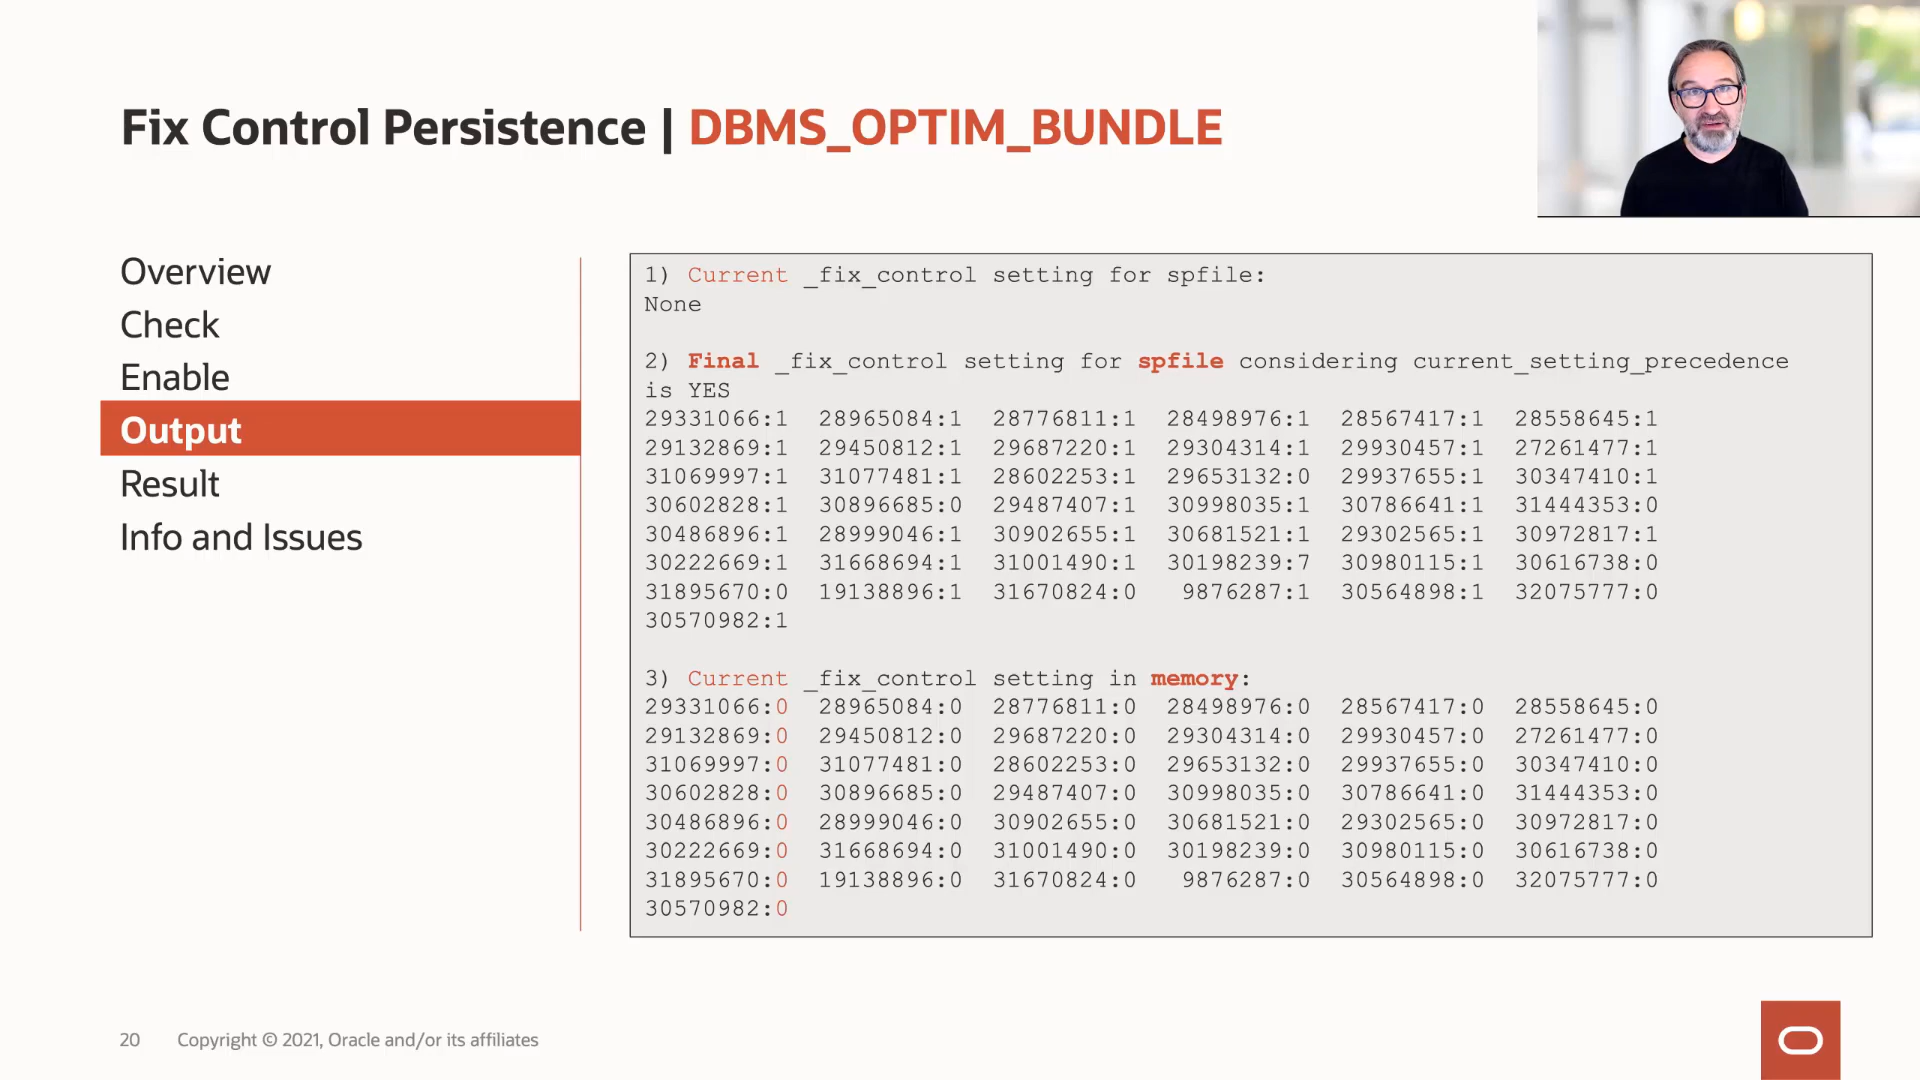 Fix Control Persistence | DBMS_OPTIM_BUNDLE
Overview
Check
Enable
Output
Result
Info and Issues
1) Current _fix_control setting for spfile:
None
2) Final _fix_control setting for spfile considering current_setting_precedence
is YES
29331066:1 28965084:1 28776811:1 28498976:1 28567417:1 28558645:1
29132869:1 29450812:1 29687220:1 29304314:1 29930457:1 27261477:1
31069997:1 31077481:1 28602253:1 29653132:0 29937655:1 30347410:1
30602828:1 30896685:0 29487407:1 30998035:1 30786641:1 31444353:0
30486896:1 28999046:1 30902655:1 30681521:1 29302565:1 30972817:1
30222669:1 31668694:1 31001490:1 30198239:7 30980115:1 30616738:0
31895670:0 19138896:1 31670824:0 9876287:1 30564898:1 32075777:0
30570982:1
3) Current _fix_control setting in memory:
29331066:0 28965084:0 28776811:0 28498976:0 28567417:0 28558645:0
29132869:0 29450812:0 29687220:0 29304314:0 29930457:0 27261477:0
31069997:0 31077481:0 28602253:0 29653132:0 29937655:0 30347410:0
30602828:0 30896685:0 29487407:0 30998035:0 30786641:0 31444353:0
30486896:0 28999046:0 30902655:0 30681521:0 29302565:0 30972817:0
30222669:0 31668694:0 31001490:0 30198239:0 30980115:0 30616738:0
31895670:0 19138896:0 31670824:0 9876287:0 30564898:0 32075777:0
30570982:0
20 Copyright © 2021, Oracle and/or its affiliates